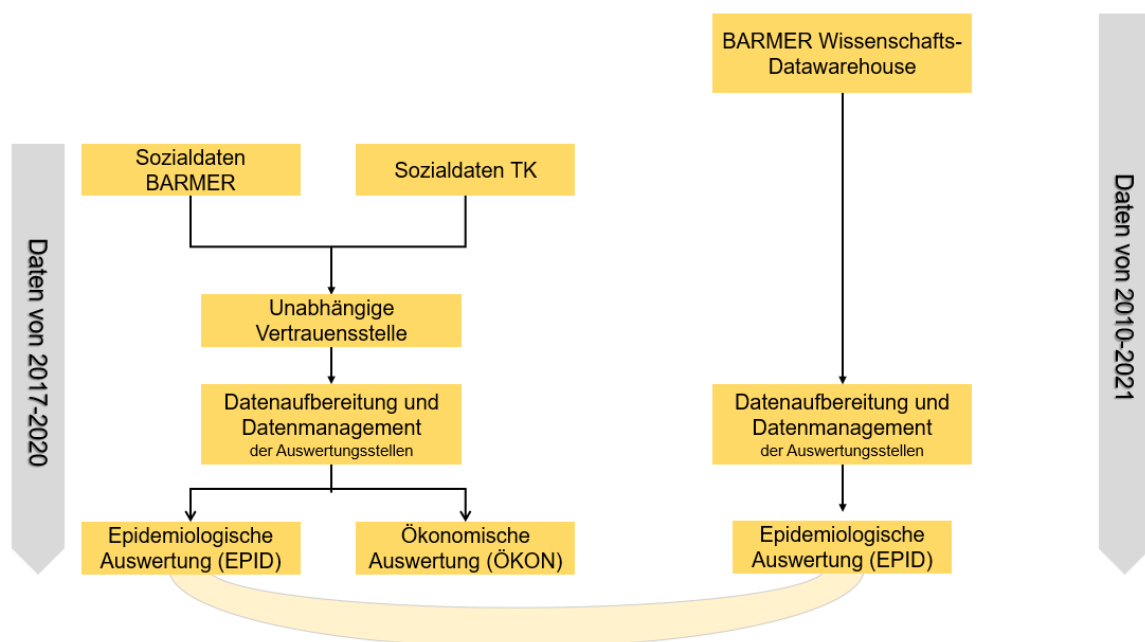 BARMER Wissenschafts-
Datawarehouse
Sozialdaten
BARMER
Sozialdaten TK
Daten von 2017-2020
Daten von 2010-2021
Unabhängige
Vertrauensstelle
Datenaufbereitung und
Datenmanagement
der Auswertungsstellen
Datenaufbereitung und
Datenmanagement
der Auswertungsstellen
Epidemiologische
Auswertung (EPID)
Ökonomische
Auswertung (ÖKON)
Epidemiologische
Auswertung (EPID)